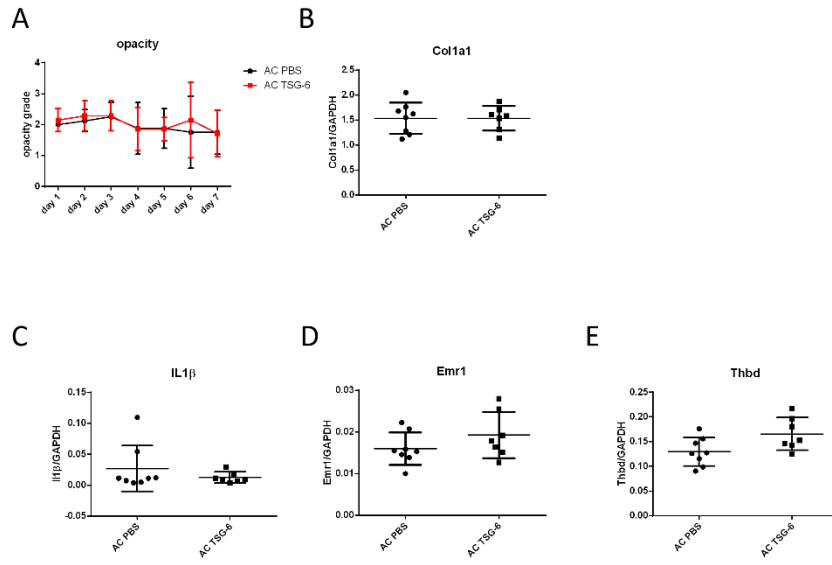 A
opacity
opacity grade
4
3
2
1
0
day 1
day 2
day 3
day 4
day 5
day 6
day 7
AC PBS
AC TSG-6
B
Col1a1
Col1a1/GAPDH
2.5
2.0
1.5
1.0
0.5
0.0
AC PBS
AC TSG-6
C
IL1β
Il1β/GAPDH
0.15
0.10
0.05
0.00
-0.05
AC PBS
AC TSG-6
D
Emr1
Emr1/GAPDH
0.03
0.02
0.01
0.00
AC PBS
AC TSG-6
E
Thbd
Thbd/GAPDH
0.25
0.20
0.15
0.10
0.05
0.00
AC PBS
AC TSG-6